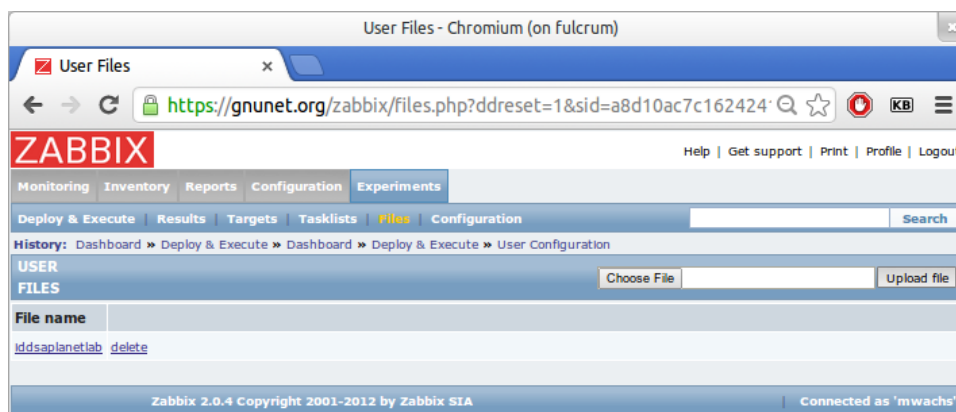 User Files - Chromium (on fulcrum)
User Files
https://gnunet.org/zabbix/files.php?ddreset=1&sid=a8d10ac7c162424
KB
ZABBIX
Help | Get support | Print | Profile | Logout
Monitoring Inventory Reports Configuration Experiments
Deploy & Execute | Results | Targets | Tasklists | Files | Configuration Search
History: Dashboard » Deploy & Execute » Dashboard » Deploy & Execute » User Configuration
USER
FILES
Choose File Upload file
File name
iddsaplanetlab delete
Zabbix 2.0.4 Copyright 2001-2012 by Zabbix SIA | Connected as 'mwachs'